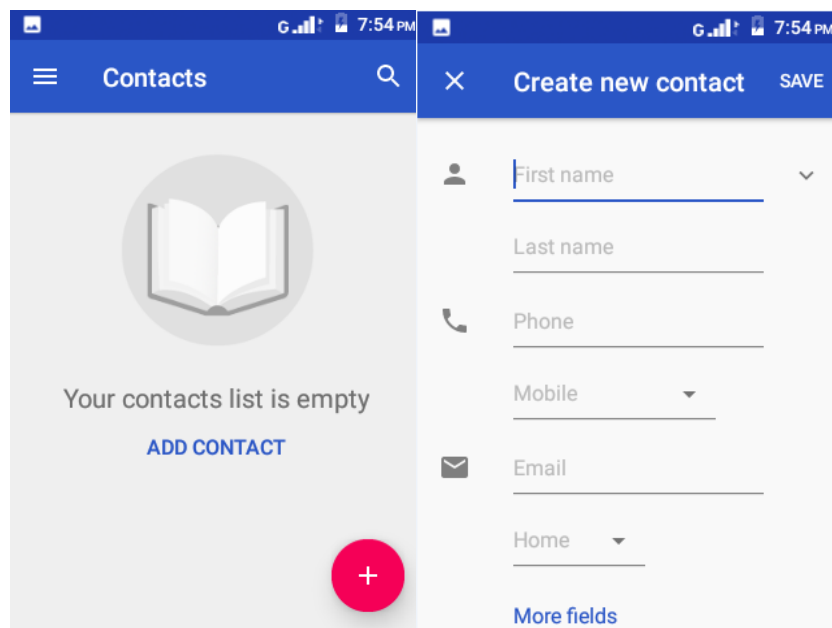 G 7:54 PM
Contacts
Your contacts list is empty
ADD CONTACT
G 7:54 PM
Create new contact SAVE
First name
Last name
Phone
Mobile
Email
Home
More fields